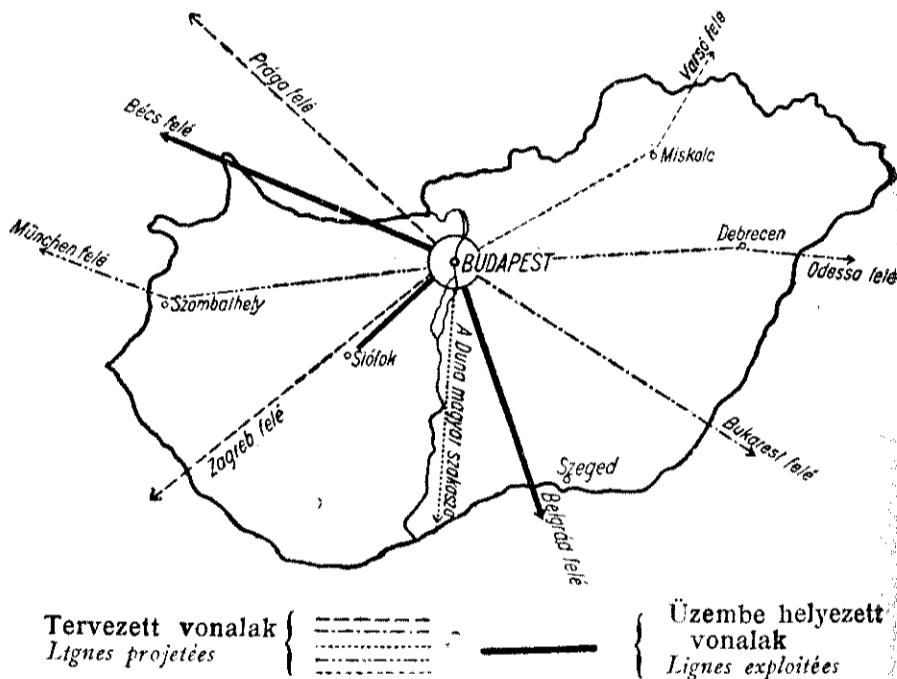 Prága felé
Varsó felé
Bécs felé
Miskolc
München felé
Debrecen
BUDAPEST
Odessa felé
Szombathely
Siófok
A Duna magyar szakasza
Zagreb felé
Bukarest felé
Szeged
Belgrád felé
Tervezett vonalak
Lignes projetées
Üzembe helyezett
vonalak
Lignes exploitées